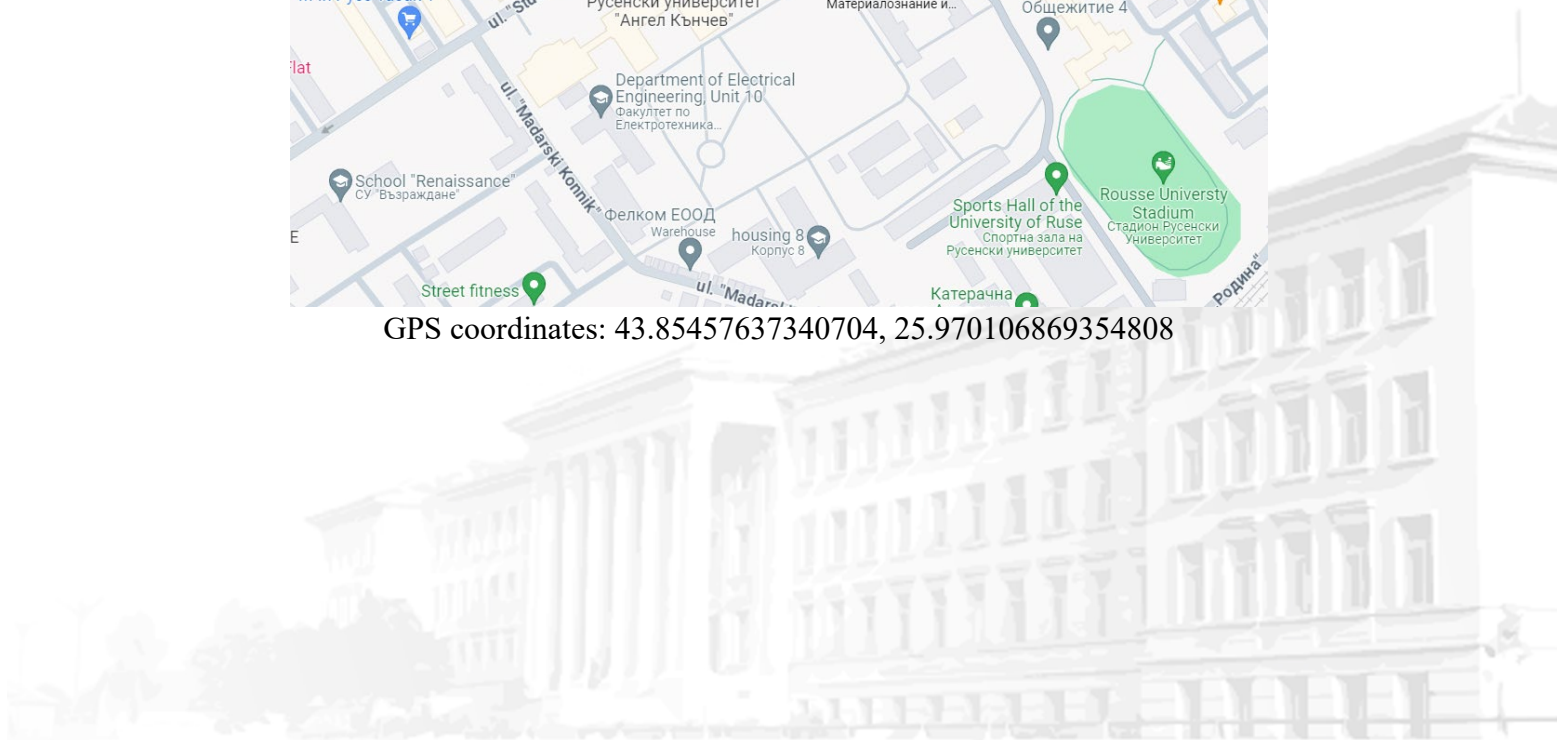 Русенски университет
"Ангел Кънчев"
Материалознание и...
Общежитие 4
Flat
Department of Electrical
Engineering, Unit 10
Факултет по
Електротехника...
ul. "Madarski Konnik"
School "Renaissance"
СУ "Възраждане"
Rousse Universty
Stadium
Стадион Русенски
Университет
Sports Hall of the
University of Ruse
Спортна зала на
Русенски университет
Фелком ЕООД
Warehouse
housing 8
Корпус 8
E
Street fitness
ul. "Madarski
Катерачна
Родина"
GPS coordinates: 43.85457637340704, 25.970106869354808